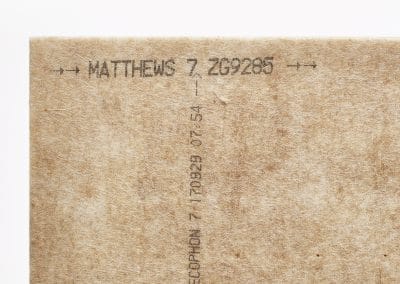 →→ MATTHEWS 7 ZG9285 →→
ECOPHON 7 170929 07:54 →